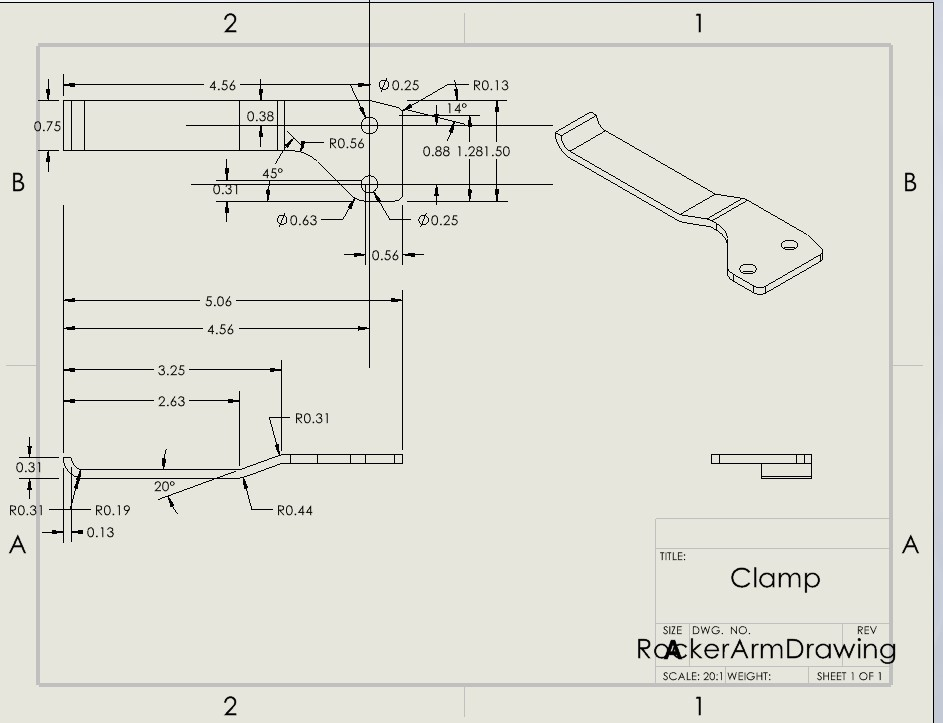 2 1
4.56 Ø0.25 R0.13
14°
0.75 0.38
R0.56 0.88 1.28 1.50
45°
B B
0.31
Ø0.63 Ø0.25
0.56
5.06
4.56
3.25
2.63
R0.31
0.31
20°
R0.31 R0.19 R0.44
0.13
A A
TITLE:
Clamp
SIZE DWG. NO. REV
A RockerArmDrawing
SCALE: 20:1 WEIGHT: SHEET 1 OF 1
2 1